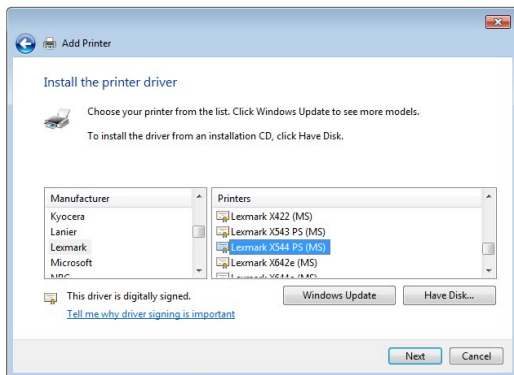 Add Printer
Install the printer driver
Choose your printer from the list. Click Windows Update to see more models.
To install the driver from an installation CD, click Have Disk.
Manufacturer
Kyocera
Lanier
Lexmark
Microsoft
Printers
Lexmark X422 (MS)
Lexmark X543 PS (MS)
Lexmark X544 PS (MS)
Lexmark X642e (MS)
This driver is digitally signed.
Tell me why driver signing is important
Windows Update
Have Disk...
Next
Cancel